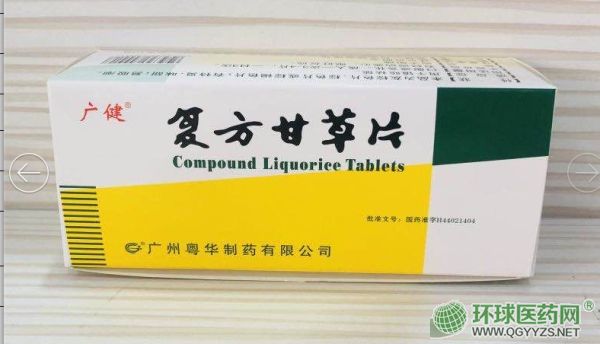 广健®
复方甘草片
Compound Liquorice Tablets
批准文号：国药准字H44021404
广州粤华制药有限公司
环球医药网
WWW.QGYYZS.NET